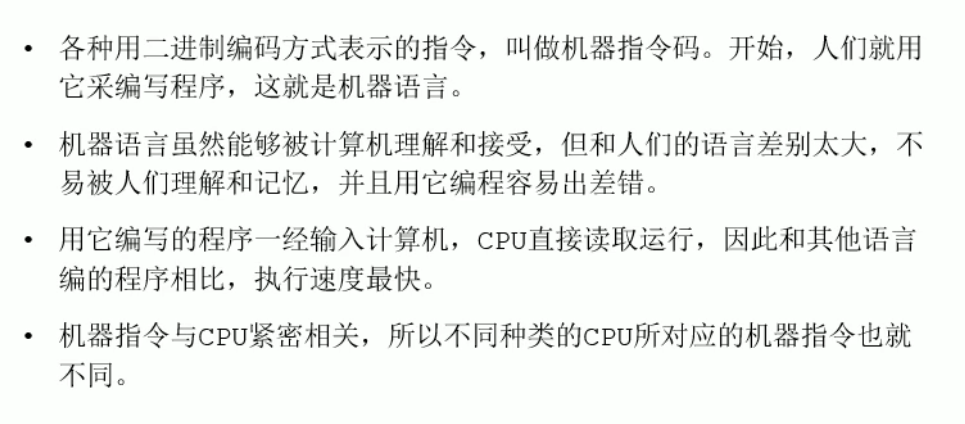 • 各种用二进制编码方式表示的指令，叫做机器指令码。开始，人们就用
它采编写程序，这就是机器语言。
• 机器语言虽然能够被计算机理解和接受，但和人们的语言差别太大，不
易被人们理解和记忆，并且用它编程容易出差错。
• 用它编写的程序一经输入计算机，CPU直接读取运行，因此和其他语言
编的程序相比，执行速度最快。
• 机器指令与CPU紧密相关，所以不同种类的CPU所对应的机器指令也就
不同。